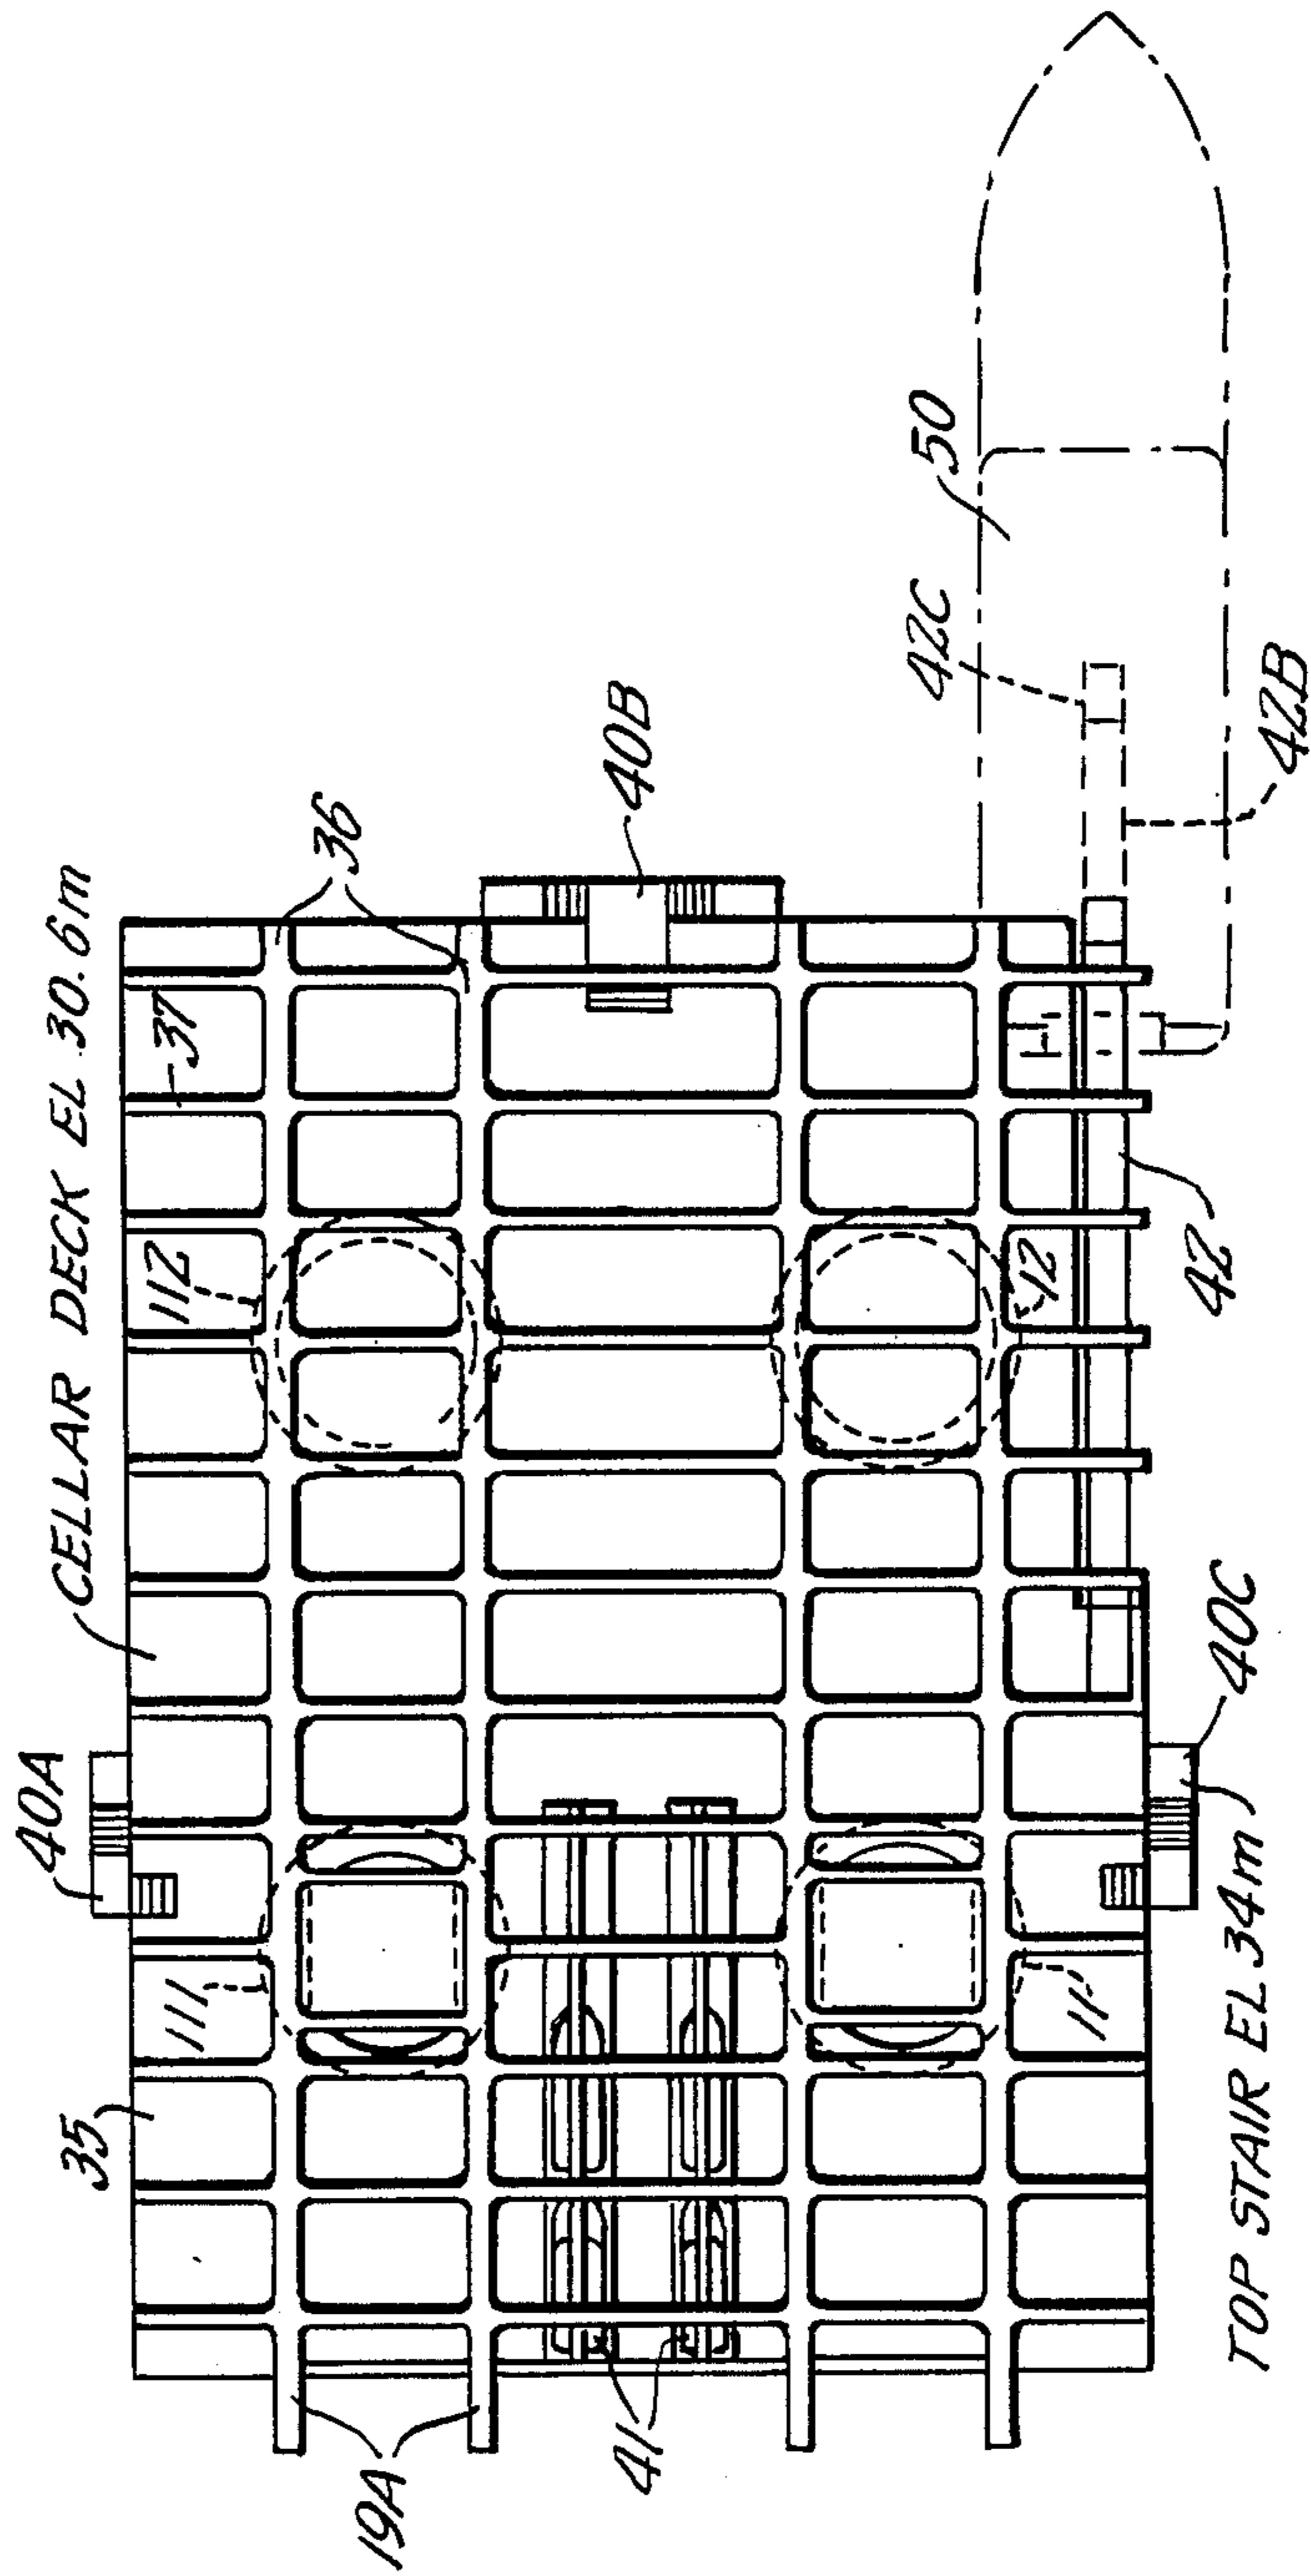 CELLAR DECK EL 30.6m
40A
35
111
112
37
36
40B
50
42C
42B
12
42
40C
11
TOP STAIR EL 34m
41
19A